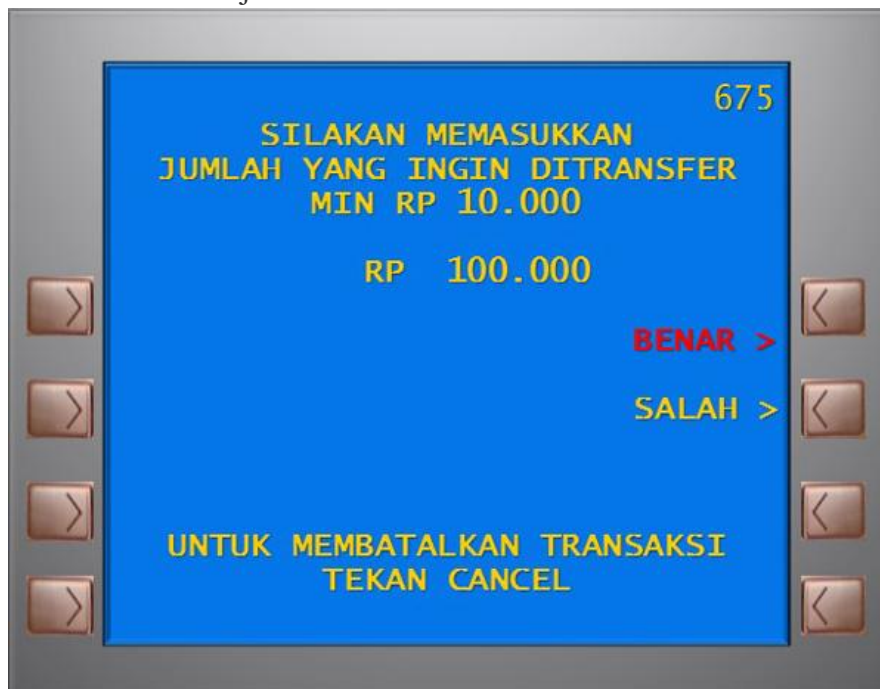 675
SILAKAN MEMASUKKAN
JUMLAH YANG INGIN DITRANSFER
MIN RP 10.000
RP 100.000
BENAR >
SALAH >
UNTUK MEMBATALKAN TRANSAKSI
TEKAN CANCEL